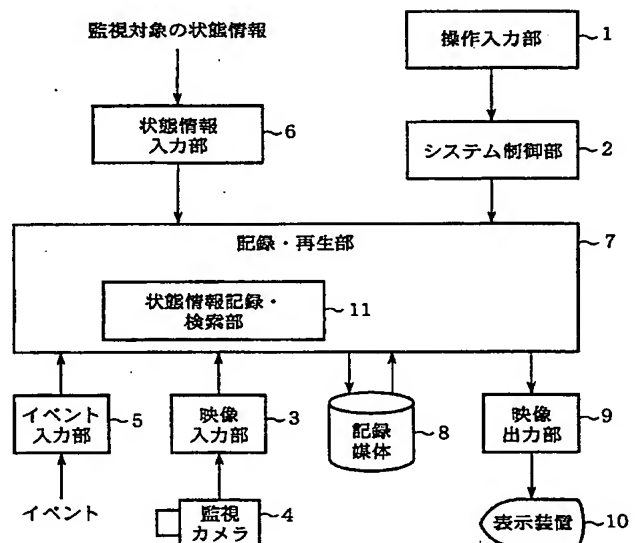 監視対象の状態情報
操作入力部
1
状態情報
入力部
6
システム制御部
2
記録・再生部
7
状態情報記録・
検索部
11
イベント
入力部
5
映像
入力部
3
記録
媒体
8
映像
出力部
9
イベント
監視
カメラ
4
表示装置
10